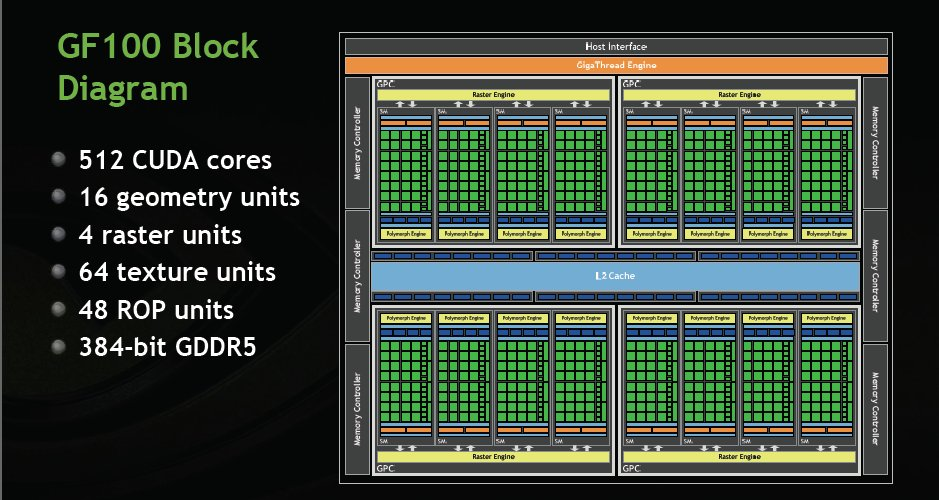 GF100 Block
Diagram
512 CUDA cores
16 geometry units
4 raster units
64 texture units
48 ROP units
384-bit GDDR5
Host Interface
GigaThread Engine
Memory Controller
Memory Controller
Memory Controller
Memory Controller
Memory Controller
Memory Controller
GPC
Raster Engine
SM SM SM SM
Polymorph Engine Polymorph Engine Polymorph Engine Polymorph Engine
GPC
Raster Engine
SM SM SM SM
Polymorph Engine Polymorph Engine Polymorph Engine Polymorph Engine
L2 Cache
Polymorph Engine Polymorph Engine Polymorph Engine Polymorph Engine
SM SM SM SM
Raster Engine
GPC
Polymorph Engine Polymorph Engine Polymorph Engine Polymorph Engine
SM SM SM SM
Raster Engine
GPC